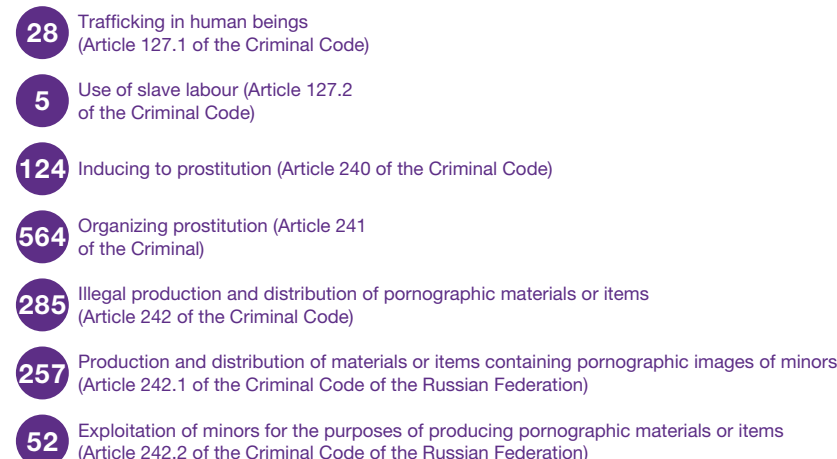 28
Trafficking in human beings
(Article 127.1 of the Criminal Code)
5
Use of slave labour (Article 127.2
of the Criminal Code)
124
Inducing to prostitution (Article 240 of the Criminal Code)
564
Organizing prostitution (Article 241
of the Criminal)
285
Illegal production and distribution of pornographic materials or items
(Article 242 of the Criminal Code)
257
Production and distribution of materials or items containing pornographic images of minors
(Article 242.1 of the Criminal Code of the Russian Federation)
52
Exploitation of minors for the purposes of producing pornographic materials or items
(Article 242.2 of the Criminal Code of the Russian Federation)